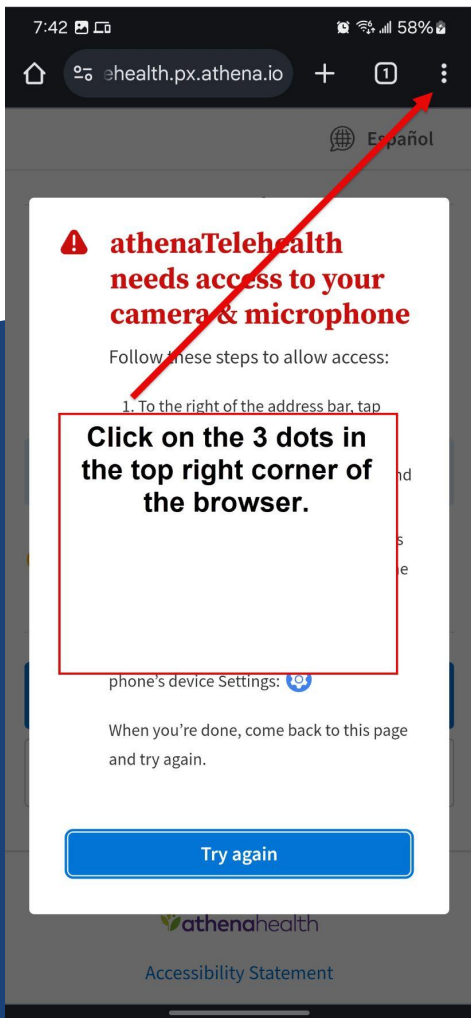 7:42
58%
ehealth.px.athena.io
1
Español
athenaTelehealth
needs access to your
camera & microphone
Follow these steps to allow access:
1. To the right of the address bar, tap
Click on the 3 dots in
the top right corner of
the browser.
phone's device Settings:
When you're done, come back to this page
and try again.
Try again
athenahealth
Accessibility Statement